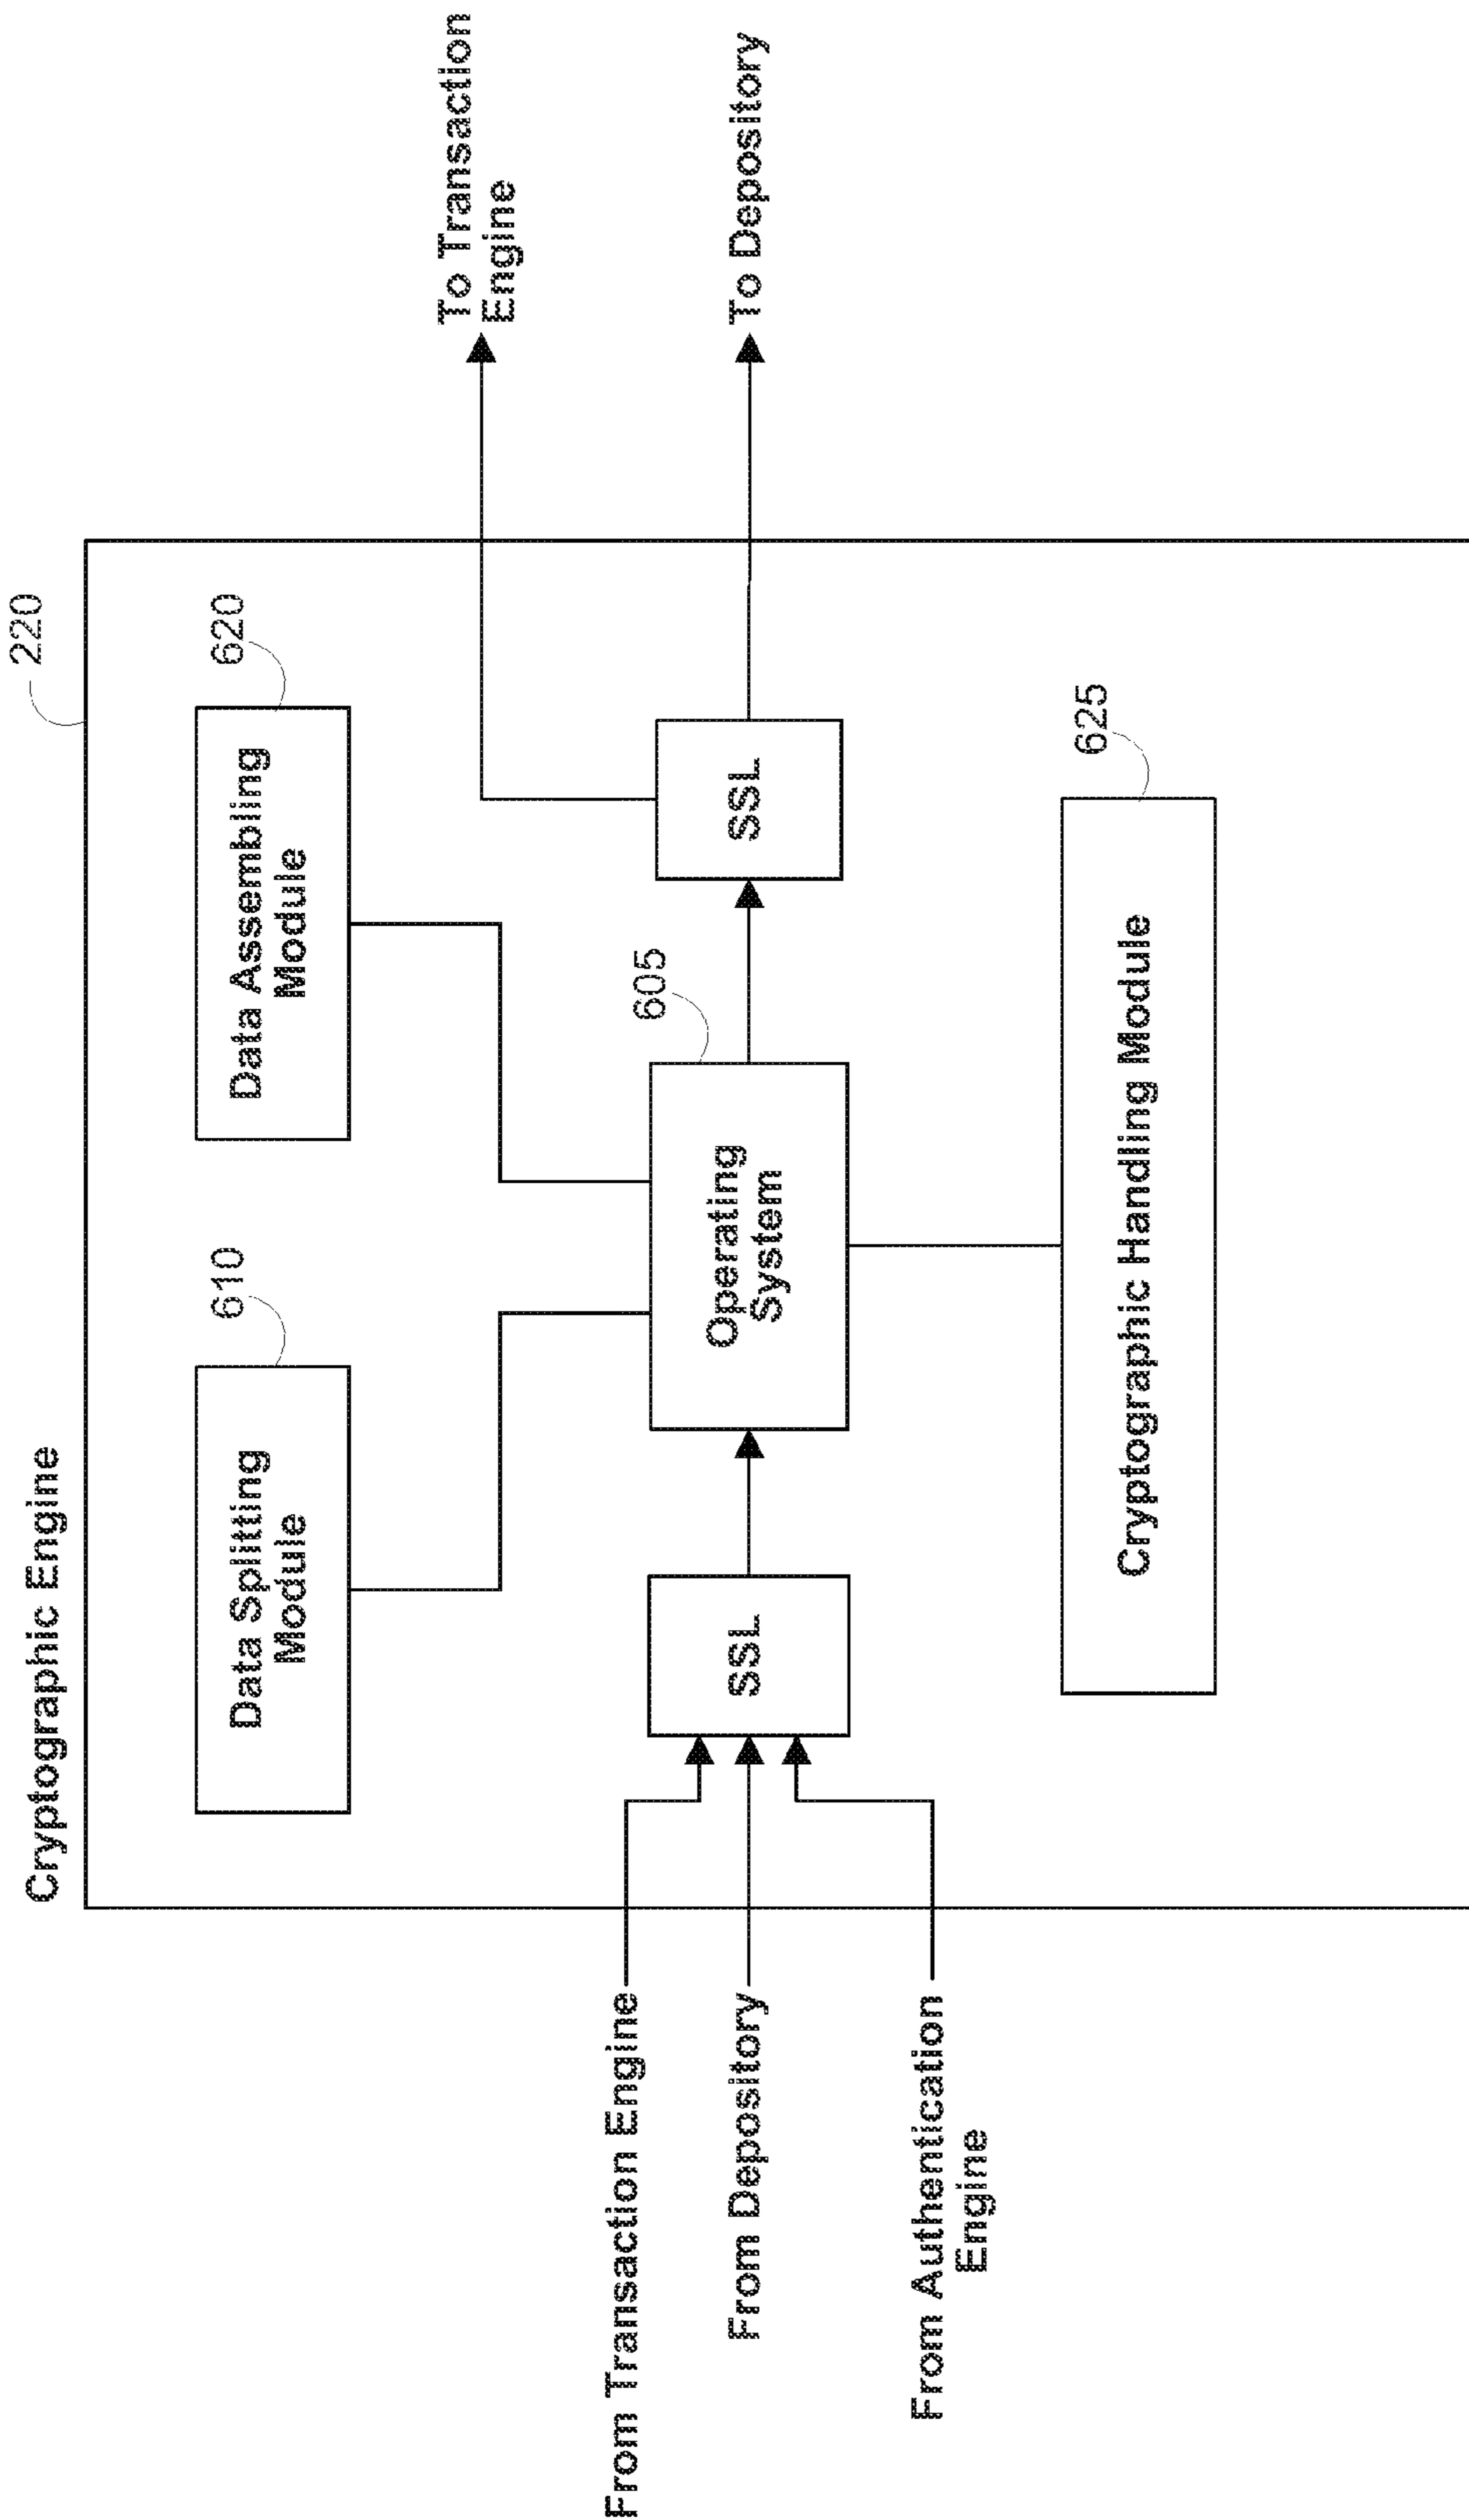 Cryptographic Engine
220
Data Splitting
Module
610
Data Assembling
Module
620
To Transaction
Engine
From Transaction Engine
From Depository
From Authentication
Engine
SSL
Operating
System
605
SSL
To Depository
Cryptographic Handling Module
625